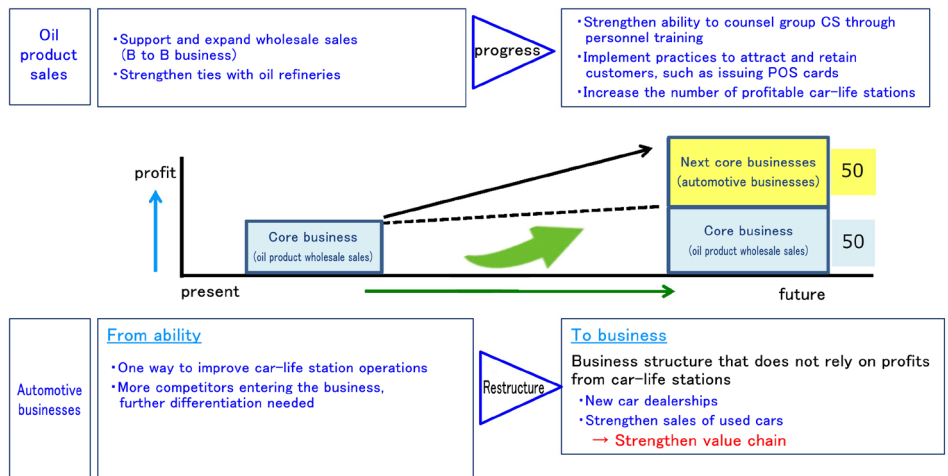 Oil
product
sales
・Support and expand wholesale sales
(B to B business)
・Strengthen ties with oil refineries
progress
・Strengthen ability to counsel group CS through
personnel training
・Implement practices to attract and retain
customers, such as issuing POS cards
・Increase the number of profitable car-life stations
profit
Core business
(oil product wholesale sales)
Next core businesses
(automotive businesses)
50
Core business
(oil product wholesale sales)
50
present
future
Automotive
businesses
From ability
・One way to improve car-life station operations
・More competitors entering the business,
further differentiation needed
Restructure
To business
Business structure that does not rely on profits
from car-life stations
・New car dealerships
・Strengthen sales of used cars
→ Strengthen value chain